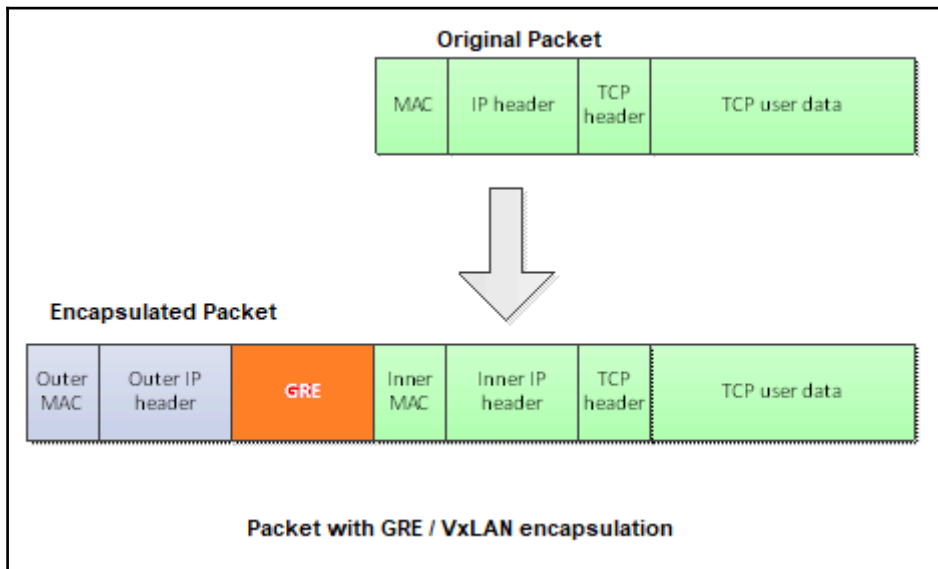 Original Packet
MAC
IP header
TCP
header
TCP user data
Encapsulated Packet
Outer
MAC
Outer IP
header
GRE
Inner
MAC
Inner IP
header
TCP
header
TCP user data
Packet with GRE / VxLAN encapsulation